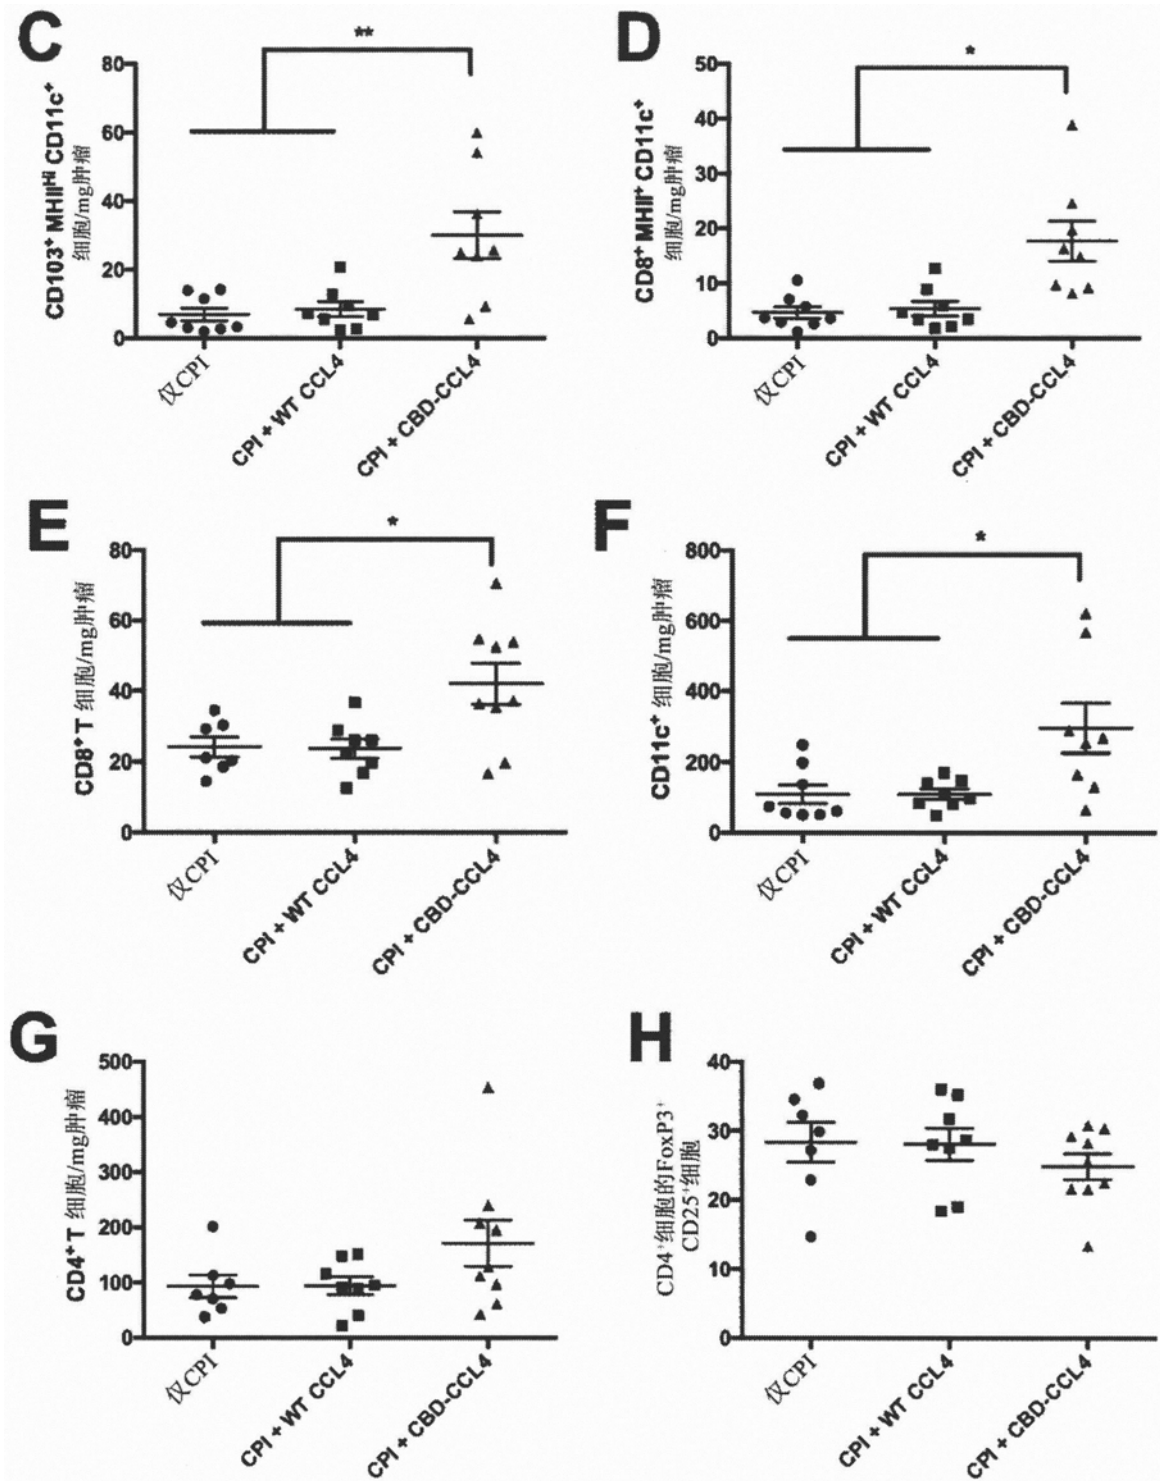 C
**
80
60
40
20
0
CD103⁺ MHIIᴴⁱ CD11c⁺
细胞/mg肿瘤
仅CPI
CPI + WT CCL4
CPI + CBD-CCL4
D
*
50
40
30
20
10
0
CD8⁺ MHII⁺ CD11c⁺
细胞/mg肿瘤
仅CPI
CPI + WT CCL4
CPI + CBD-CCL4
E
*
80
60
40
20
0
CD8⁺ T 细胞/mg肿瘤
仅CPI
CPI + WT CCL4
CPI + CBD-CCL4
F
*
800
600
400
200
0
CD11c⁺ 细胞/mg肿瘤
仅CPI
CPI + WT CCL4
CPI + CBD-CCL4
G
500
400
300
200
100
0
CD4⁺ T 细胞/mg肿瘤
仅CPI
CPI + WT CCL4
CPI + CBD-CCL4
H
40
30
20
10
0
CD4⁺细胞的FoxP3⁺
CD25⁺细胞
仅CPI
CPI + WT CCL4
CPI + CBD-CCL4